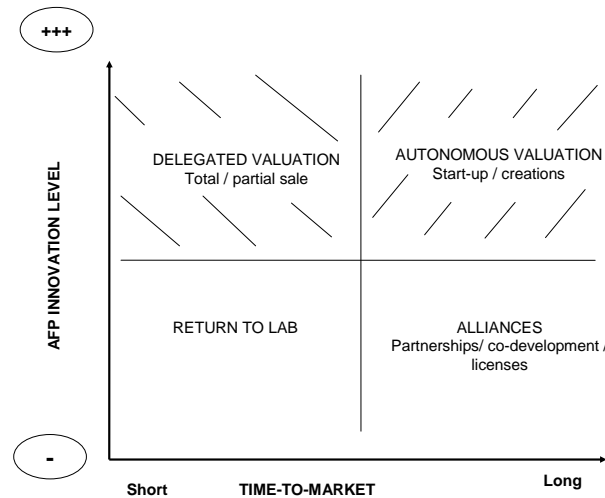 +++
DELEGATED VALUATION
Total / partial sale
AUTONOMOUS VALUATION
Start-up / creations
AFP INNOVATION LEVEL
RETURN TO LAB
ALLIANCES
Partnerships/ co-development /
licenses
-
Short
TIME-TO-MARKET
Long